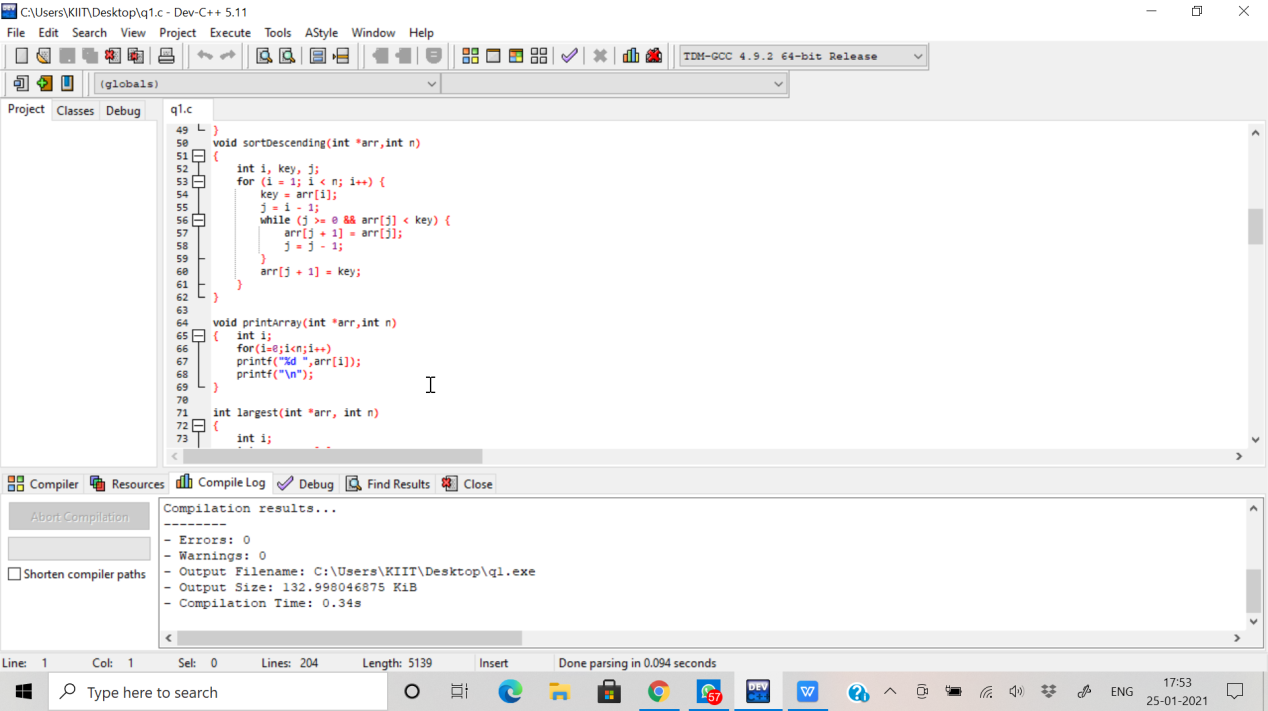 C:\Users\KIIT\Desktop\q1.c - Dev-C++ 5.11
File Edit Search View Project Execute Tools AStyle Window Help
TDM-GCC 4.9.2 64-bit Release
(globals)
Project Classes Debug q1.c
49 }
50 void sortDescending(int *arr,int n)
51 {
52 int i, key, j;
53 for (i = 1; i < n; i++) {
54 key = arr[i];
55 j = i - 1;
56 while (j >= 0 && arr[j] < key) {
57 arr[j + 1] = arr[j];
58 j = j - 1;
59 }
60 arr[j + 1] = key;
61 }
62 }
63
64 void printArray(int *arr,int n)
65 { int i;
66 for(i=0;i<n;i++)
67 printf("%d ",arr[i]);
68 printf("\n");
69 }
70
71 int largest(int *arr, int n)
72 {
73 int i;
Compiler Resources Compile Log Debug Find Results Close
Abort Compilation
Shorten compiler paths
Compilation results...
--------
- Errors: 0
- Warnings: 0
- Output Filename: C:\Users\KIIT\Desktop\q1.exe
- Output Size: 132.998046875 KiB
- Compilation Time: 0.34s
Line: 1 Col: 1 Sel: 0 Lines: 204 Length: 5139 Insert Done parsing in 0.094 seconds
Type here to search
57
DEV
W
ENG
17:53
25-01-2021